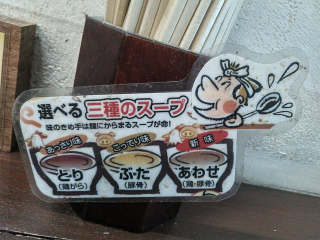 選べる三種のスープ
味のきめ手は麺にからまるスープが命!
あっさり味 こってり味 新味
とり ぶた あわせ
(鶏がら) (豚骨) (鶏・豚骨)